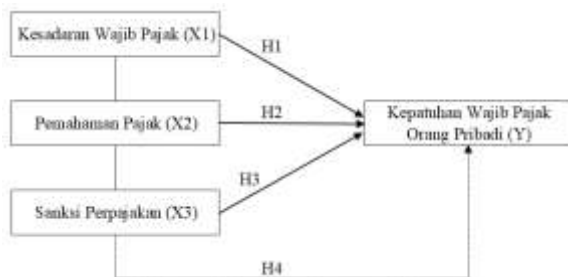 Kesadaran Wajib Pajak (X1)
H1
Pemahaman Pajak (X2)
H2
Kepatuhan Wajib Pajak
Orang Pribadi (Y)
H3
Sanksi Perpajakan (X3)
H4